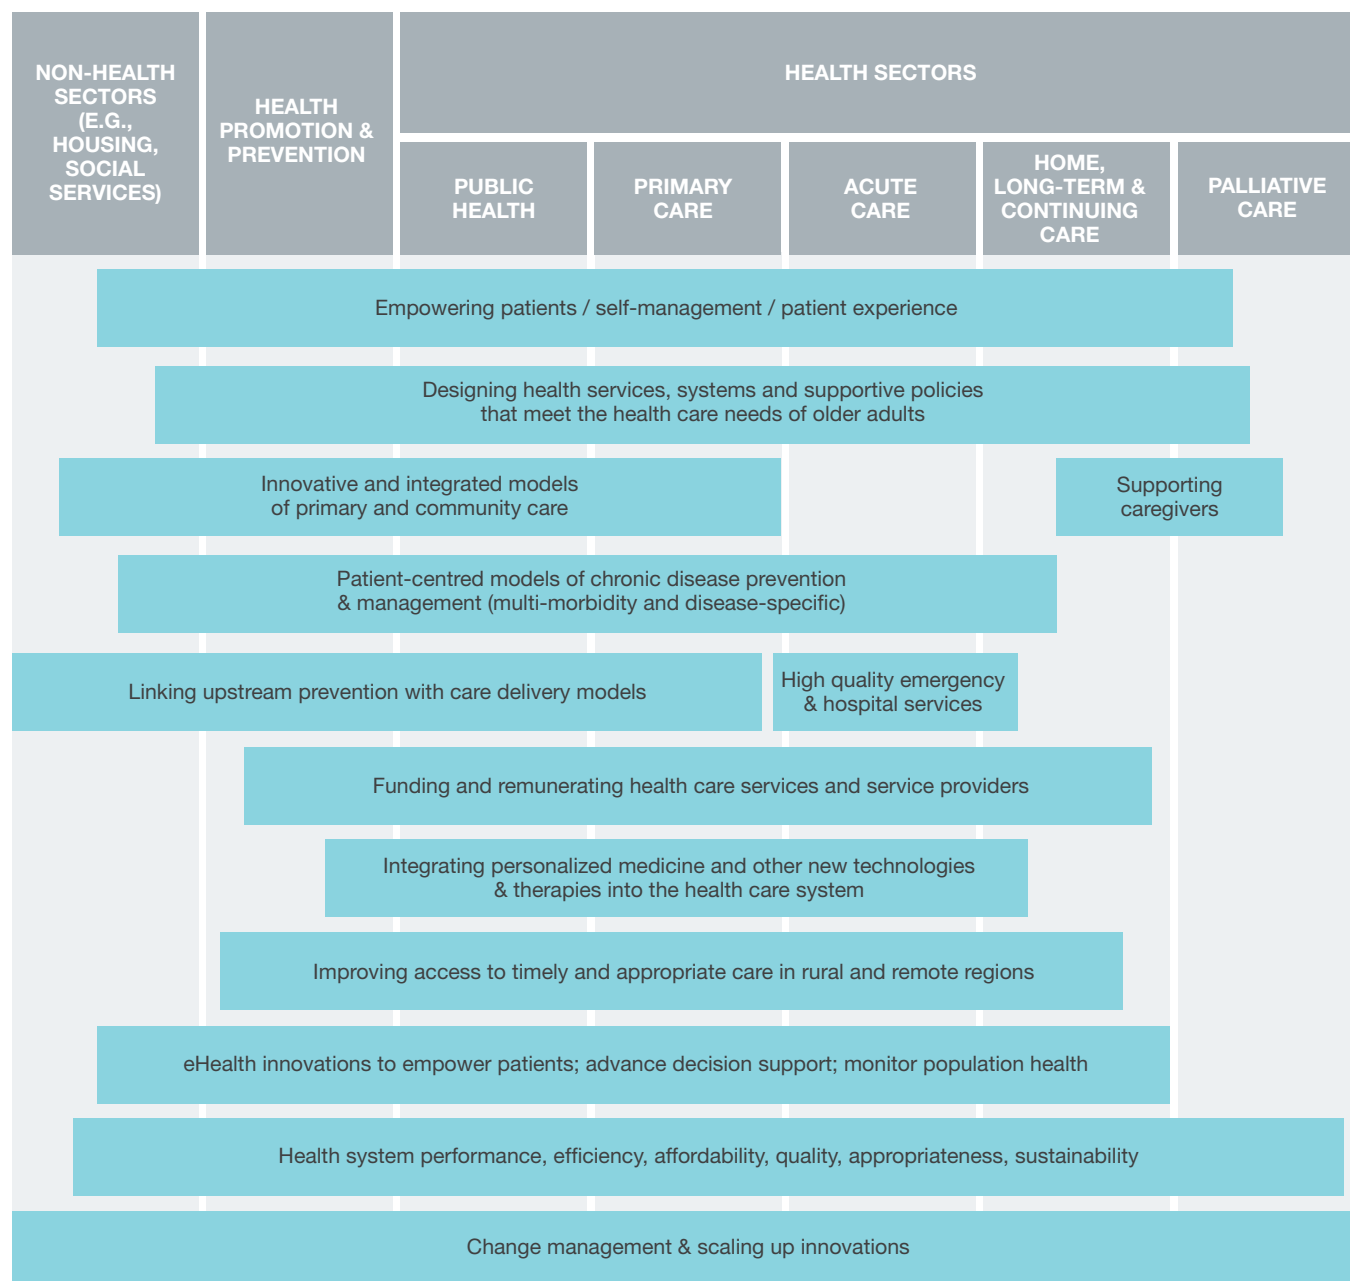 NON-HEALTH
SECTORS
(E.G.,
HOUSING,
SOCIAL
SERVICES)
HEALTH
PROMOTION &
PREVENTION
HEALTH SECTORS
PUBLIC
HEALTH
PRIMARY
CARE
ACUTE
CARE
HOME,
LONG-TERM &
CONTINUING
CARE
PALLIATIVE
CARE
Empowering patients / self-management / patient experience
Designing health services, systems and supportive policies
that meet the health care needs of older adults
Innovative and integrated models
of primary and community care
Supporting
caregivers
Patient-centred models of chronic disease prevention
& management (multi-morbidity and disease-specific)
Linking upstream prevention with care delivery models
High quality emergency
& hospital services
Funding and remunerating health care services and service providers
Integrating personalized medicine and other new technologies
& therapies into the health care system
Improving access to timely and appropriate care in rural and remote regions
eHealth innovations to empower patients; advance decision support; monitor population health
Health system performance, efficiency, affordability, quality, appropriateness, sustainability
Change management & scaling up innovations